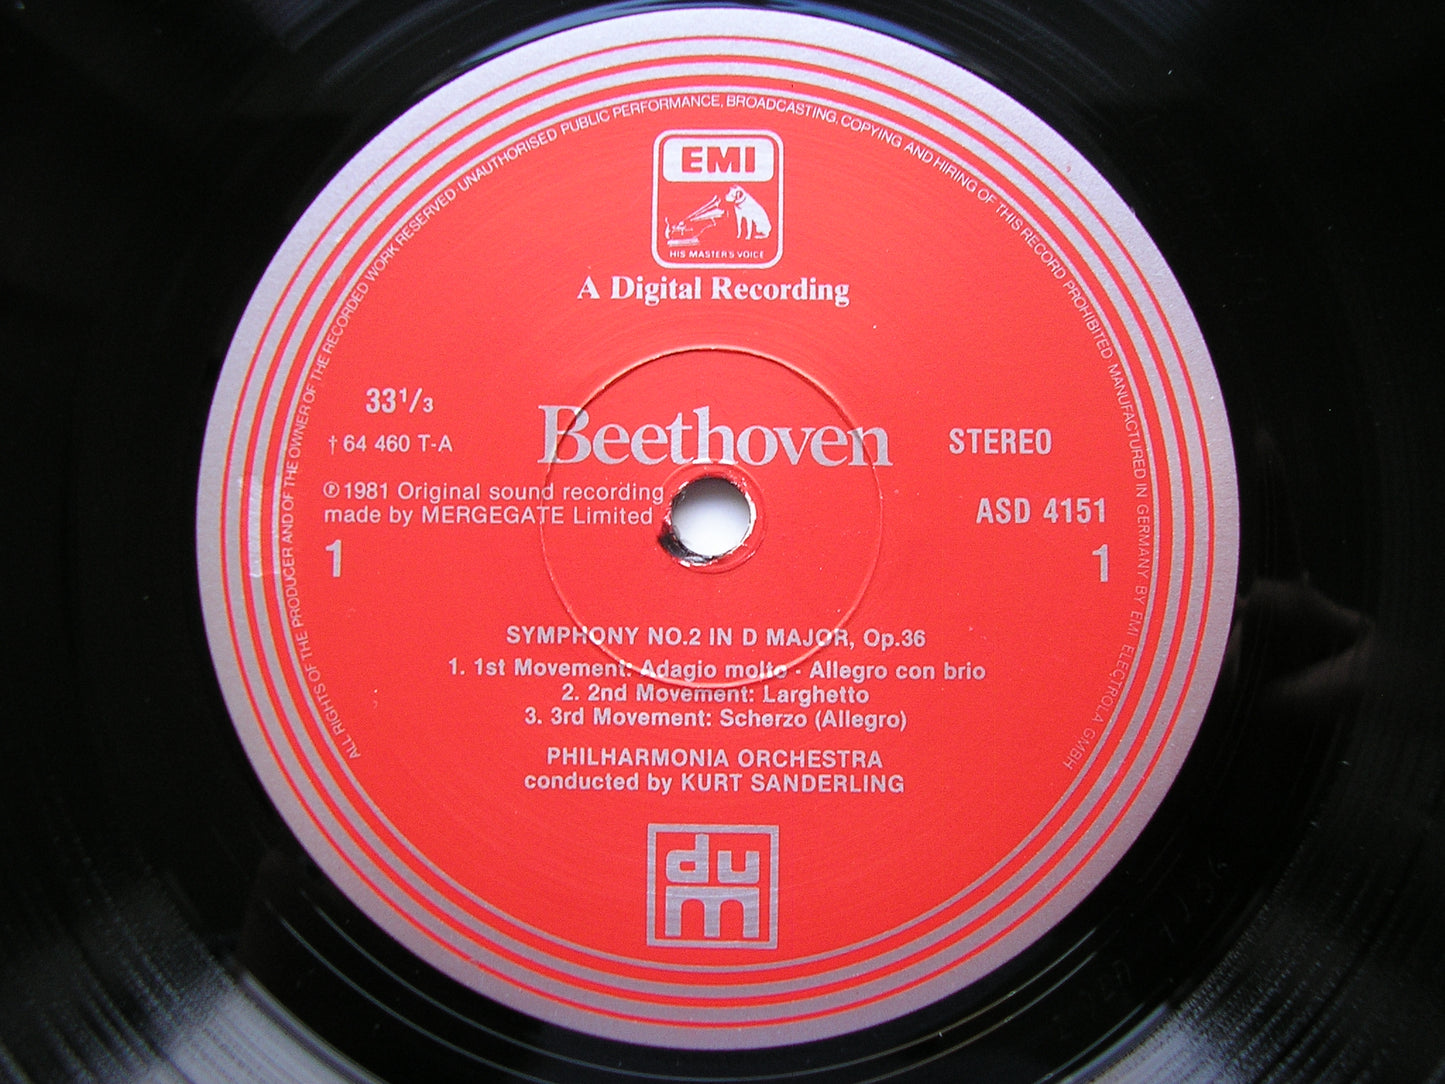 ALL RIGHTS OF THE PRODUCER AND OF THE OWNER OF THE RECORDED WORK RESERVED · UNAUTHORISED PUBLIC PERFORMANCE, BROADCASTING, COPYING AND HIRING OF THIS RECORD PROHIBITED. MANUFACTURED IN GERMANY BY EMI ELECTROLA GMBH
EMI
HIS MASTER'S VOICE
A Digital Recording
33 1/3
† 64 460 T-A
Beethoven
STEREO
℗ 1981 Original sound recording
made by MERGEGATE Limited
ASD 4151
1
1
SYMPHONY NO.2 IN D MAJOR, Op.36
1. 1st Movement: Adagio molto - Allegro con brio
2. 2nd Movement: Larghetto
3. 3rd Movement: Scherzo (Allegro)
PHILHARMONIA ORCHESTRA
conducted by KURT SANDERLING
du
m